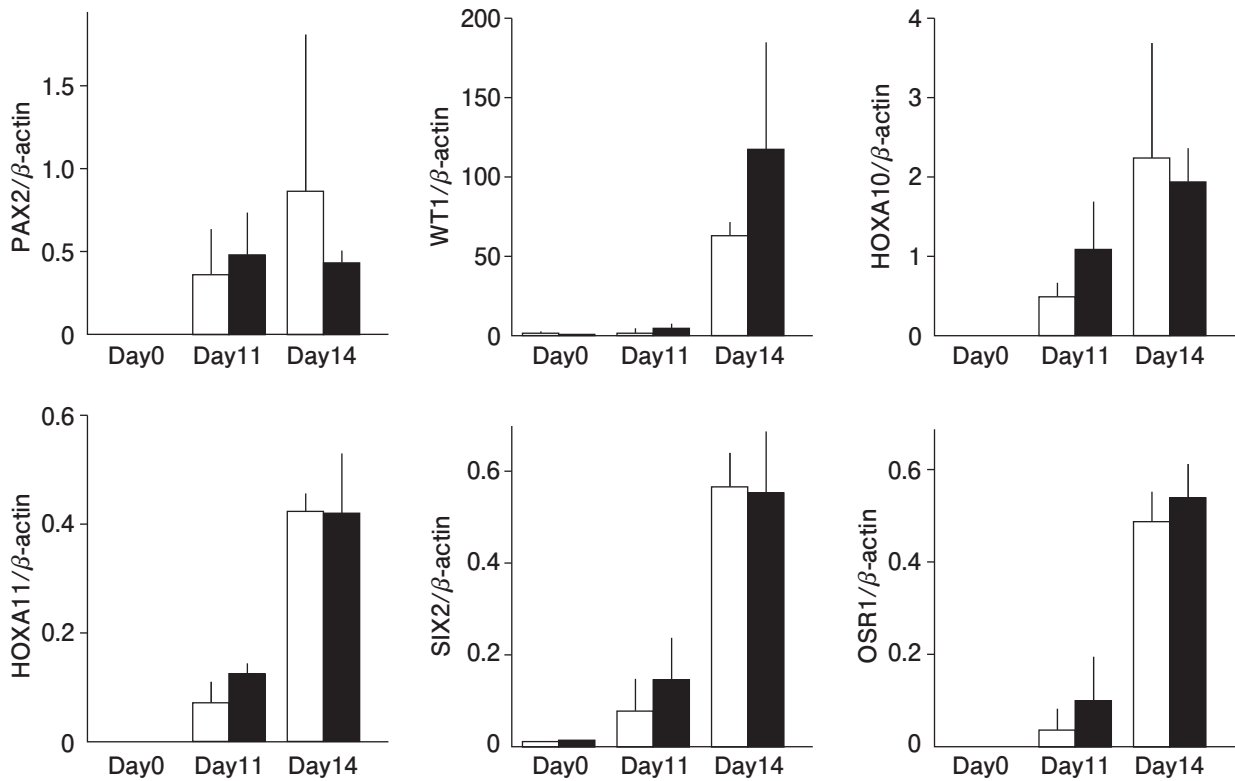 PAX2/β-actin
1.5
1.0
0.5
0
Day0 Day11 Day14
WT1/β-actin
200
150
100
50
0
Day0 Day11 Day14
HOXA10/β-actin
4
3
2
1
0
Day0 Day11 Day14
HOXA11/β-actin
0.6
0.4
0.2
0
Day0 Day11 Day14
SIX2/β-actin
0.6
0.4
0.2
0
Day0 Day11 Day14
OSR1/β-actin
0.6
0.4
0.2
0
Day0 Day11 Day14